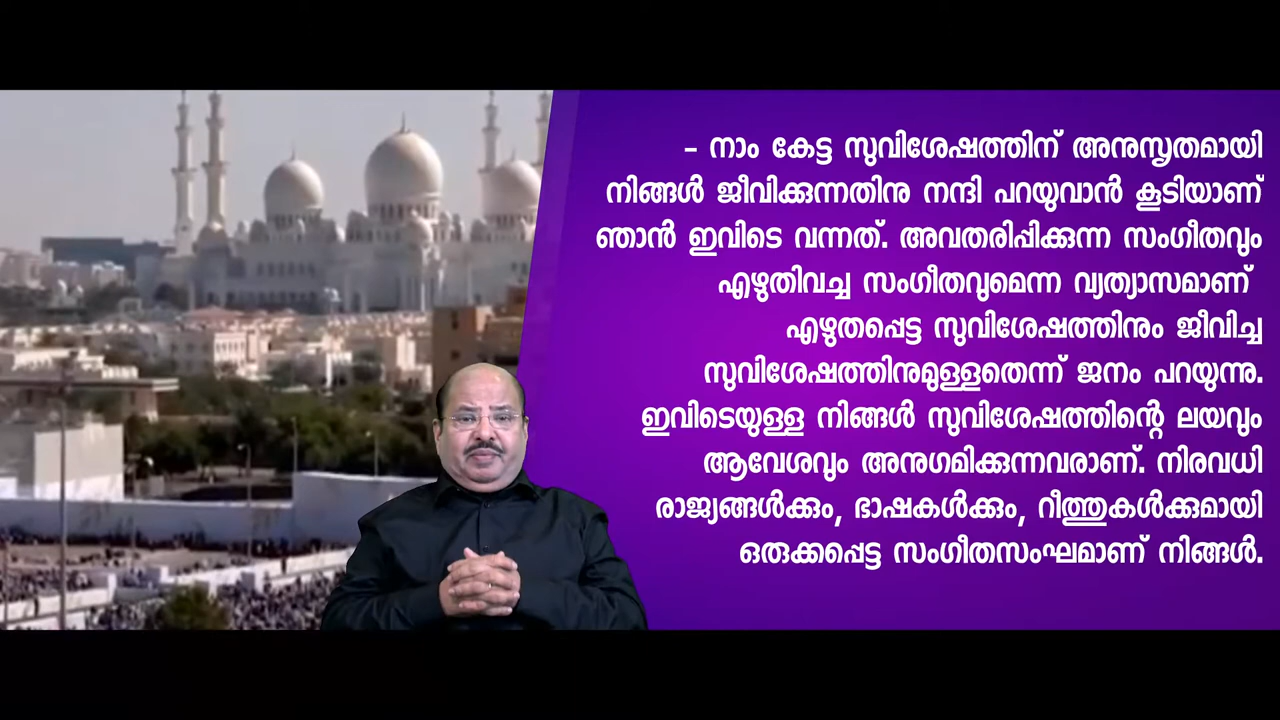 - നാം കേട്ട സുവിശേഷത്തിന് അനുസൃതമായി
നിങ്ങൾ ജീവിക്കുന്നതിനു നന്ദി പറയുവാൻ കൂടിയാണ്
ഞാൻ ഇവിടെ വന്നത്. അവതരിപ്പിക്കുന്ന സംഗീതവും
എഴുതിവച്ച സംഗീതവുമെന്ന വ്യത്യാസമാണ്
എഴുതപ്പെട്ട സുവിശേഷത്തിനും ജീവിച്ച
സുവിശേഷത്തിനുമുള്ളതെന്ന് ജനം പറയുന്നു.
ഇവിടെയുള്ള നിങ്ങൾ സുവിശേഷത്തിന്റെ ലയവും
ആവേശവും അനുഗമിക്കുന്നവരാണ്. നിരവധി
രാജ്യങ്ങൾക്കും, ഭാഷകൾക്കും, റീത്തുകൾക്കുമായി
ഒരുക്കപ്പെട്ട സംഗീതസംഘമാണ് നിങ്ങൾ.